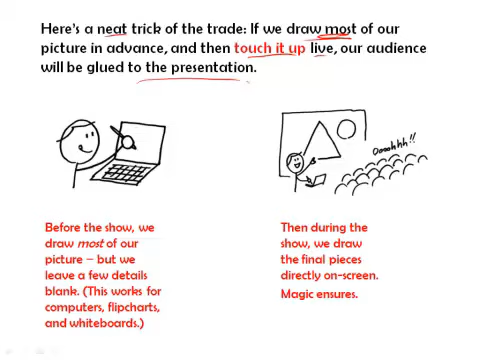 Here's a neat trick of the trade: If we draw most of our
picture in advance, and then touch it up live, our audience
will be glued to the presentation.
Oooohhh!!
Before the show, we
draw most of our
picture – but we
leave a few details
blank. (This works for
computers, flipcharts,
and whiteboards.)
Then during the
show, we draw
the final pieces
directly on-screen.
Magic ensures.